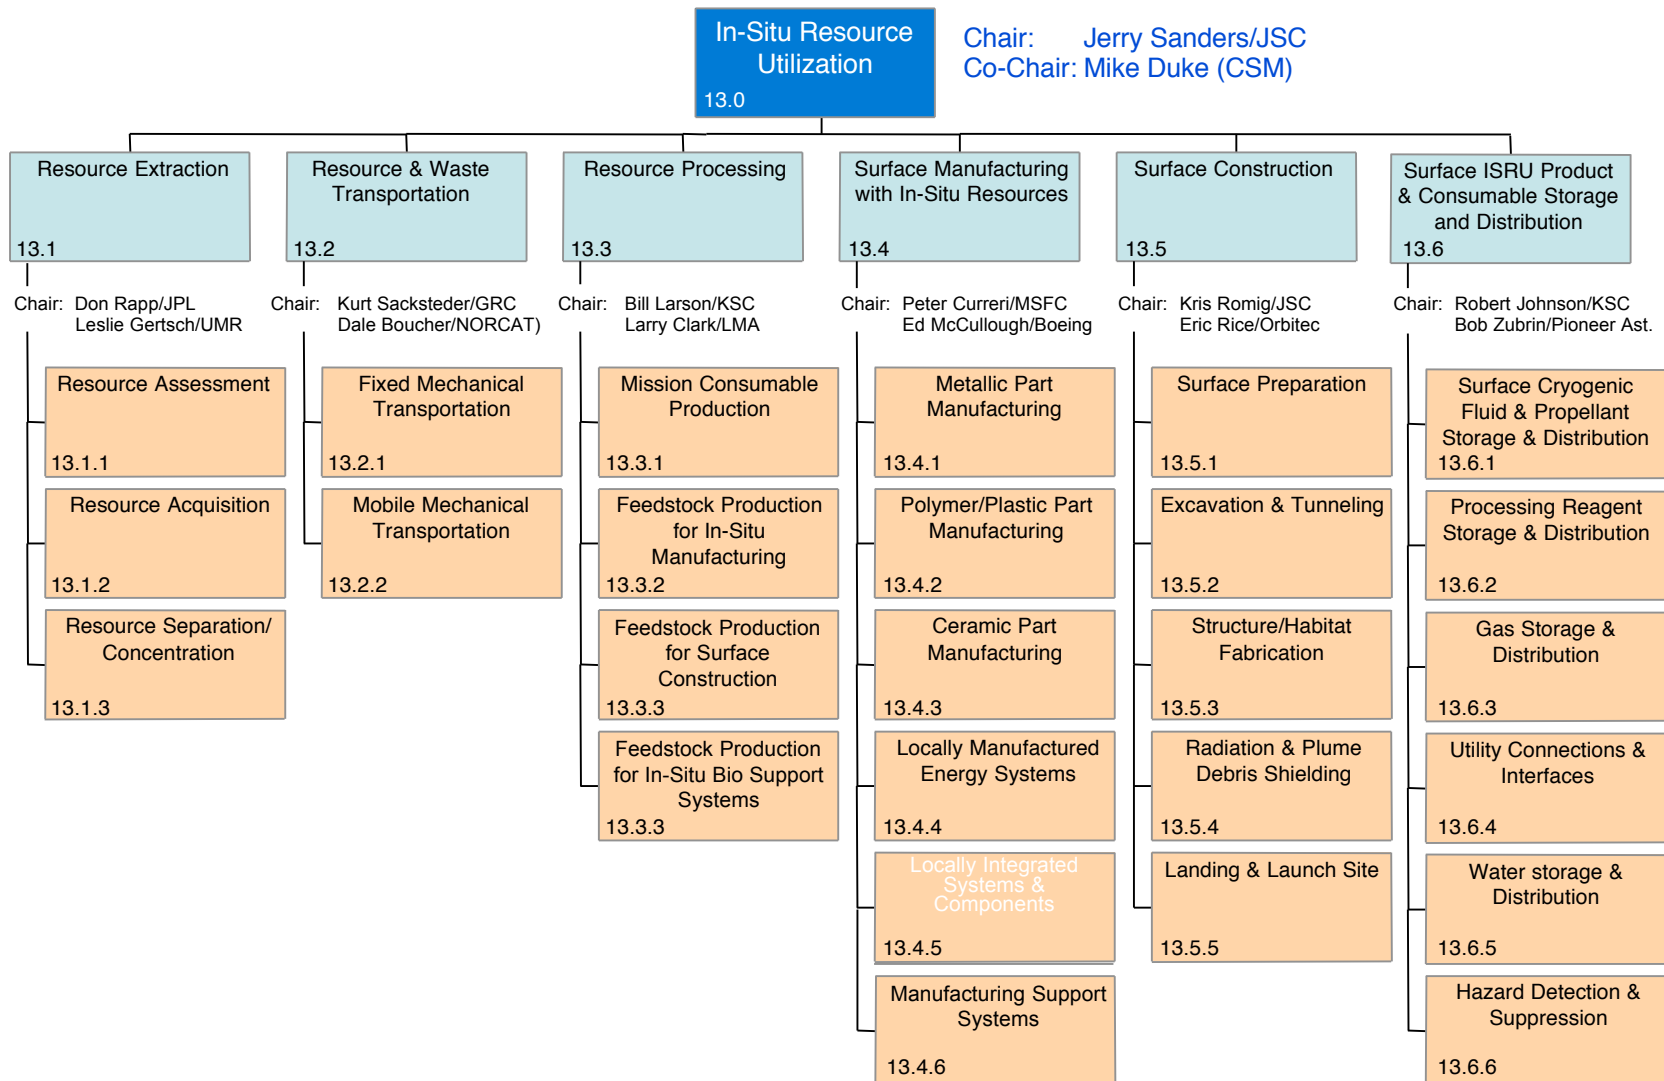 In-Situ Resource
Utilization
13.0
Chair: Jerry Sanders/JSC
Co-Chair: Mike Duke (CSM)
Resource Extraction
13.1
Resource & Waste
Transportation
13.2
Resource Processing
13.3
Surface Manufacturing
with In-Situ Resources
13.4
Surface Construction
13.5
Surface ISRU Product
& Consumable Storage
and Distribution
13.6
Chair: Don Rapp/JPL
Leslie Gertsch/UMR
Chair: Kurt Sacksteder/GRC
Dale Boucher/NORCAT)
Chair: Bill Larson/KSC
Larry Clark/LMA
Chair: Peter Curreri/MSFC
Ed McCullough/Boeing
Chair: Kris Romig/JSC
Eric Rice/Orbitec
Chair: Robert Johnson/KSC
Bob Zubrin/Pioneer Ast.
Resource Assessment
13.1.1
Resource Acquisition
13.1.2
Resource Separation/
Concentration
13.1.3
Fixed Mechanical
Transportation
13.2.1
Mobile Mechanical
Transportation
13.2.2
Mission Consumable
Production
13.3.1
Feedstock Production
for In-Situ
Manufacturing
13.3.2
Feedstock Production
for Surface
Construction
13.3.3
Feedstock Production
for In-Situ Bio Support
Systems
13.3.3
Metallic Part
Manufacturing
13.4.1
Polymer/Plastic Part
Manufacturing
13.4.2
Ceramic Part
Manufacturing
13.4.3
Locally Manufactured
Energy Systems
13.4.4
Locally Integrated
Systems &
Components
13.4.5
Manufacturing Support
Systems
13.4.6
Surface Preparation
13.5.1
Excavation & Tunneling
13.5.2
Structure/Habitat
Fabrication
13.5.3
Radiation & Plume
Debris Shielding
13.5.4
Landing & Launch Site
13.5.5
Surface Cryogenic
Fluid & Propellant
Storage & Distribution
13.6.1
Processing Reagent
Storage & Distribution
13.6.2
Gas Storage &
Distribution
13.6.3
Utility Connections &
Interfaces
13.6.4
Water storage &
Distribution
13.6.5
Hazard Detection &
Suppression
13.6.6